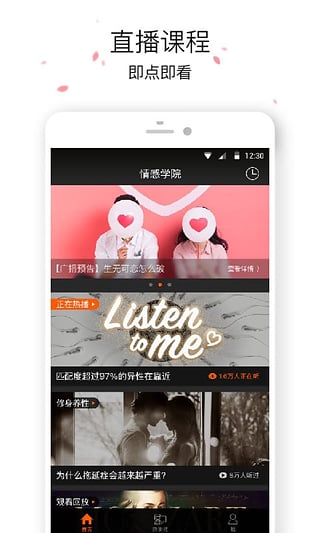 直播课程
即点即看
12:30
情感学院
【广播预告】生无可恋怎么破
查看详情
正在热播
Listen
to me
匹配度超过97%的异性在靠近
1.6万人正在听
修身养性
为什么拖延症会越来越严重?
5万人听过
观看回放
首页
我